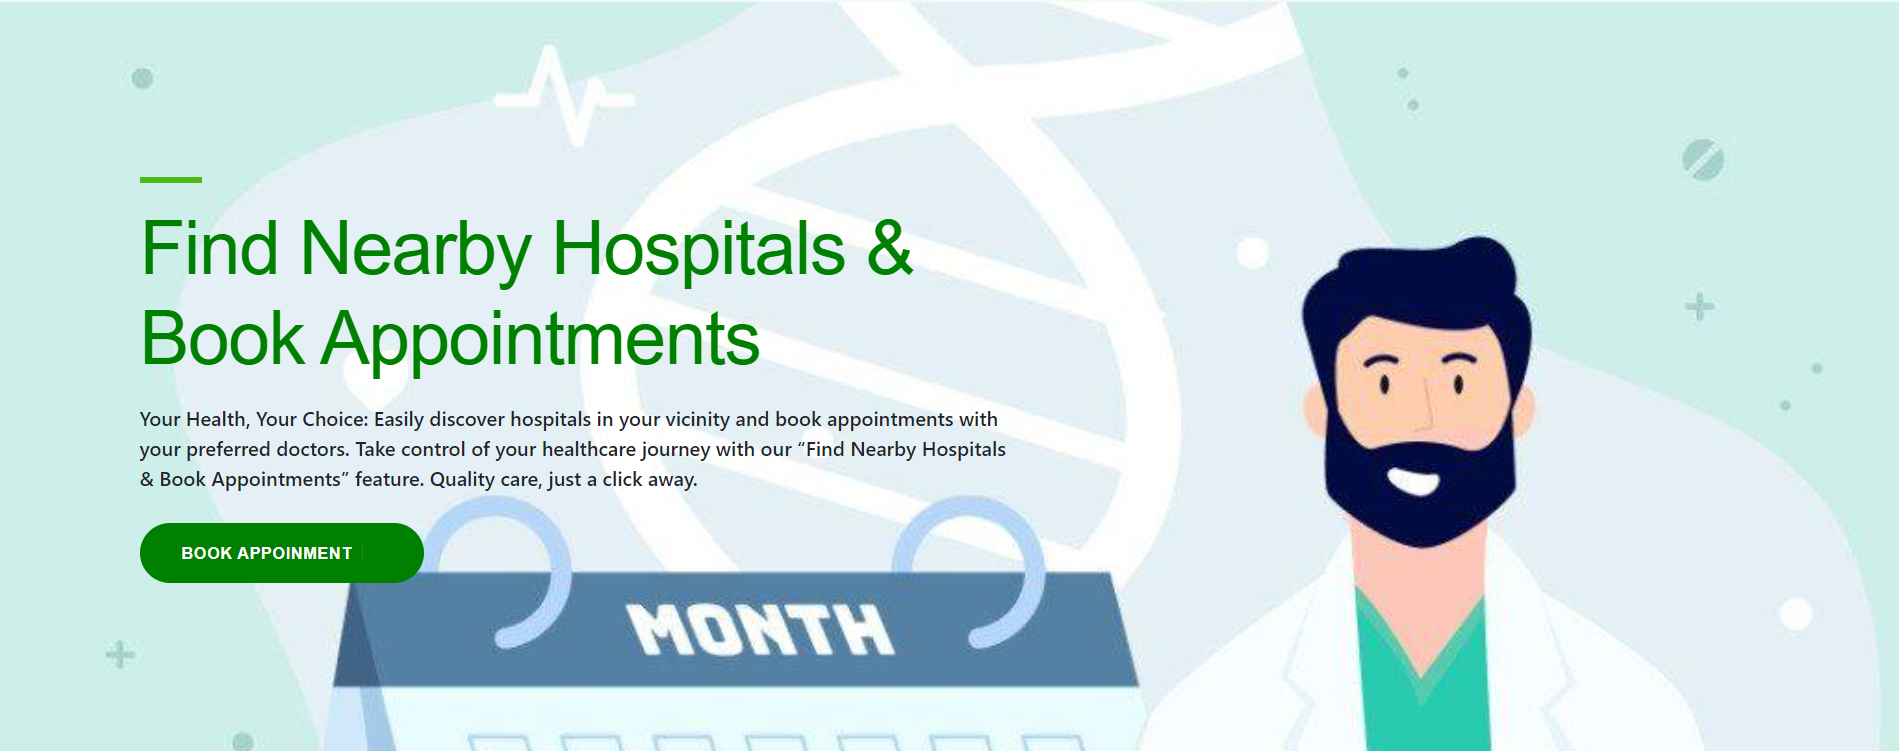 Find Nearby Hospitals &
Book Appointments
Your Health, Your Choice: Easily discover hospitals in your vicinity and book appointments with
your preferred doctors. Take control of your healthcare journey with our “Find Nearby Hospitals
& Book Appointments” feature. Quality care, just a click away.
BOOK APPOINMENT
MONTH